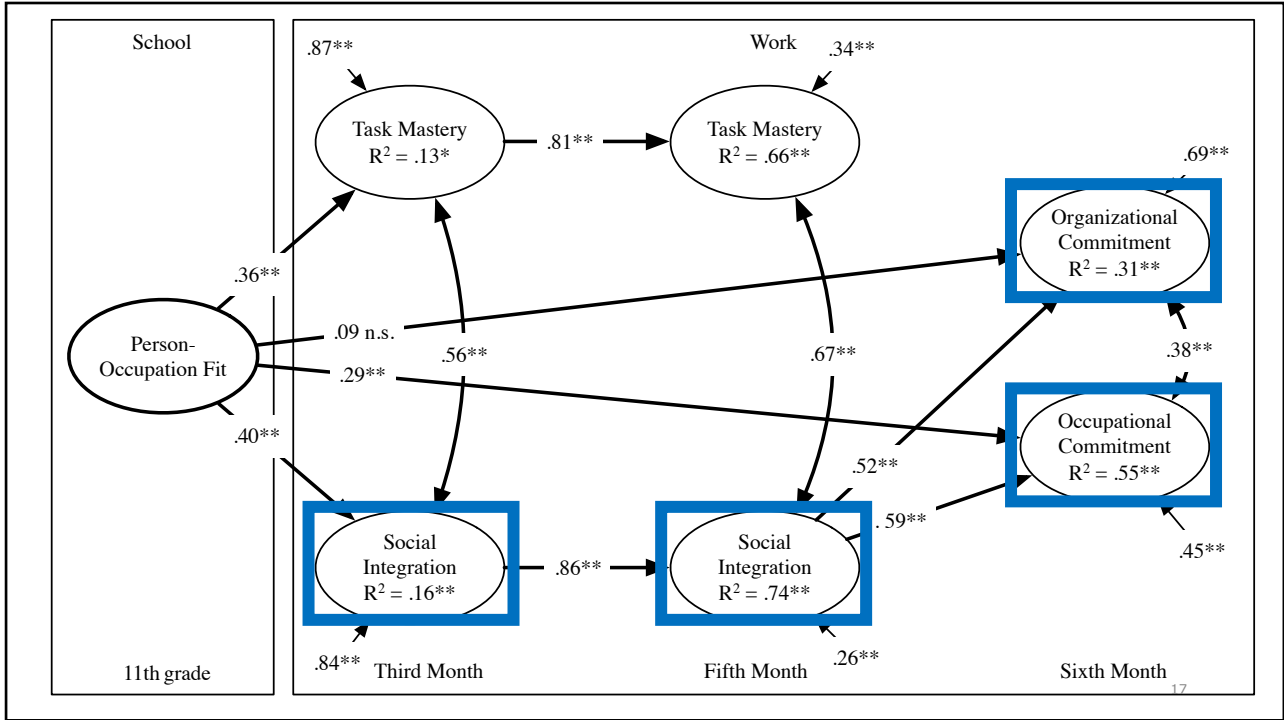 School
Work
.87**
.34**
Task Mastery
R² = .13*
.81**
Task Mastery
R² = .66**
.69**
Organizational
Commitment
R² = .31**
.36**
.09 n.s.
Person-
Occupation Fit
.56**
.67**
.38**
.29**
.40**
Occupational
Commitment
R² = .55**
.52**
. 59**
Social
Integration
R² = .16**
.86**
Social
Integration
R² = .74**
.45**
.84**
.26**
11th grade
Third Month
Fifth Month
Sixth Month
17